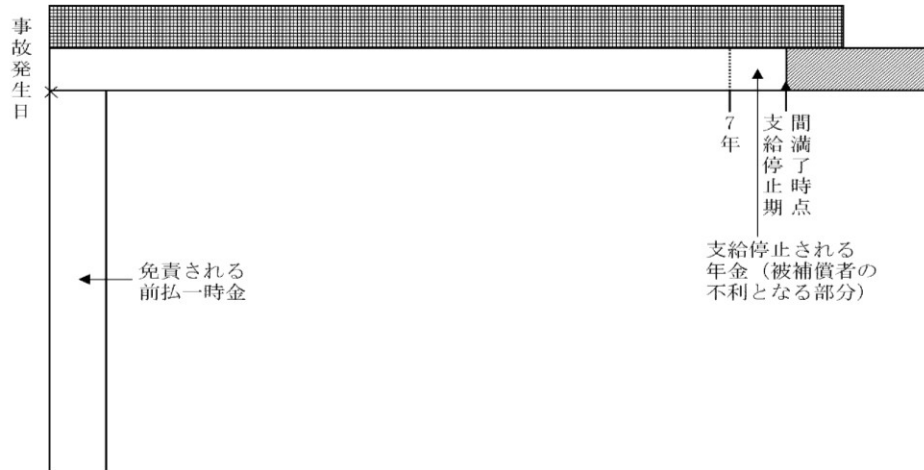 事故発生日
7年
支給停止期
間満了時点
免責される
前払一時金
支給停止される
年金（被補償者の
不利となる部分）